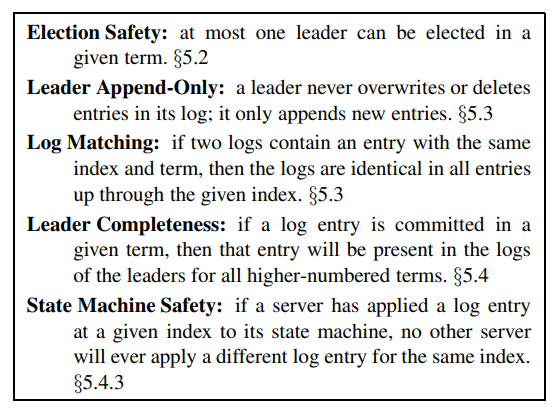 Election Safety: at most one leader can be elected in a
given term. §5.2
Leader Append-Only: a leader never overwrites or deletes
entries in its log; it only appends new entries. §5.3
Log Matching: if two logs contain an entry with the same
index and term, then the logs are identical in all entries
up through the given index. §5.3
Leader Completeness: if a log entry is committed in a
given term, then that entry will be present in the logs
of the leaders for all higher-numbered terms. §5.4
State Machine Safety: if a server has applied a log entry
at a given index to its state machine, no other server
will ever apply a different log entry for the same index.
§5.4.3